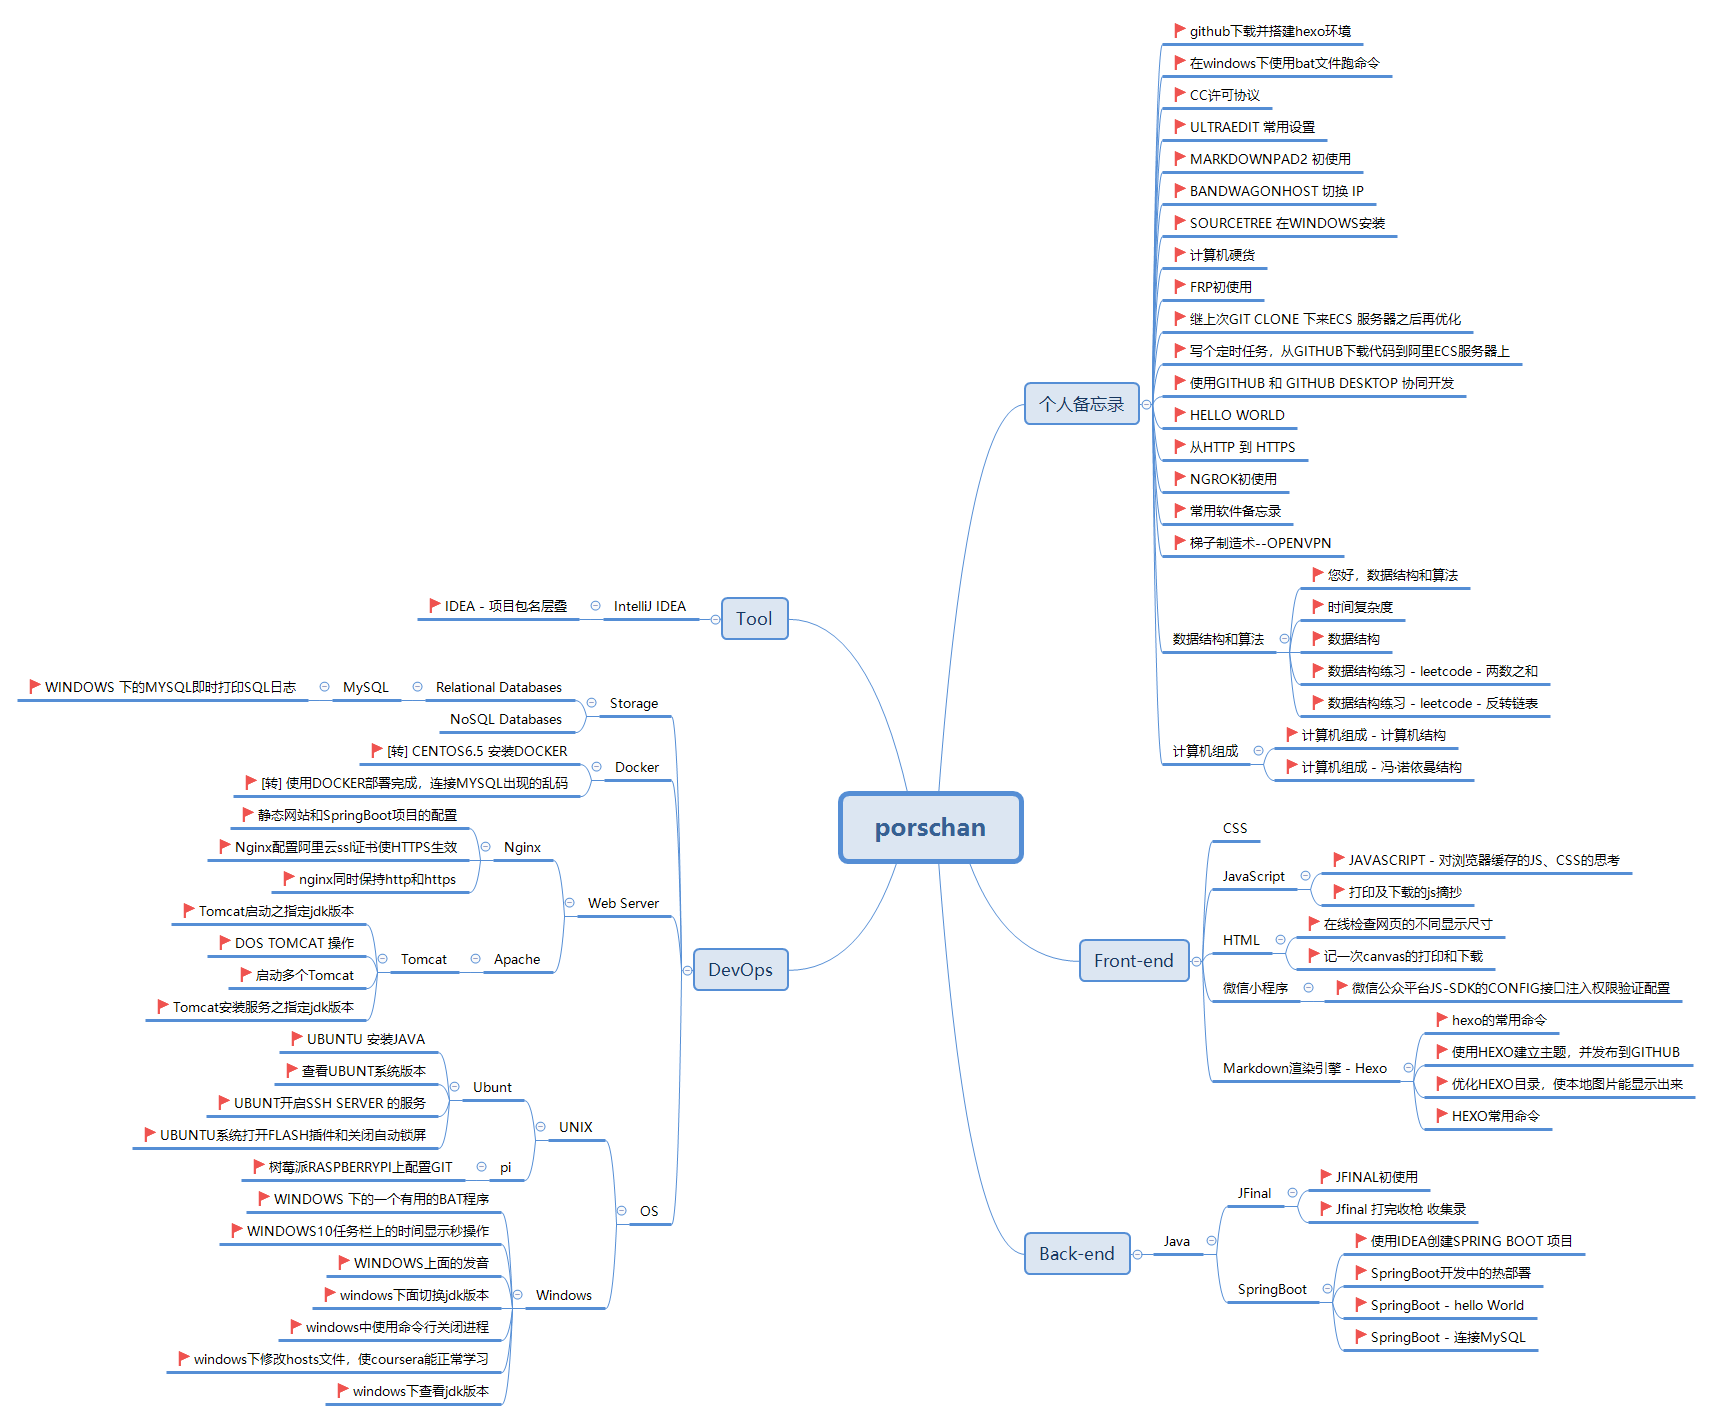 porschan
个人备忘录
github下载并搭建hexo环境
在windows下使用bat文件跑命令
CC许可协议
ULTRAEDIT 常用设置
MARKDOWNPAD2 初使用
BANDWAGONHOST 切换 IP
SOURCETREE 在WINDOWS安装
计算机硬货
FRP初使用
继上次GIT CLONE 下来ECS 服务器之后再优化
写个定时任务，从GITHUB下载代码到阿里ECS服务器上
使用GITHUB 和 GITHUB DESKTOP 协同开发
HELLO WORLD
从HTTP 到 HTTPS
NGROK初使用
常用软件备忘录
梯子制造术--OPENVPN
数据结构和算法
您好，数据结构和算法
时间复杂度
数据结构
数据结构练习 - leetcode - 两数之和
数据结构练习 - leetcode - 反转链表
计算机组成
计算机组成 - 计算机结构
计算机组成 - 冯·诺依曼结构
Front-end
CSS
JavaScript
JAVASCRIPT - 对浏览器缓存的JS、CSS的思考
打印及下载的js摘抄
HTML
在线检查网页的不同显示尺寸
记一次canvas的打印和下载
微信小程序
微信公众平台JS-SDK的CONFIG接口注入权限验证配置
Markdown渲染引擎 - Hexo
hexo的常用命令
使用HEXO建立主题，并发布到GITHUB
优化HEXO目录，使本地图片能显示出来
HEXO常用命令
Back-end
Java
JFinal
JFINAL初使用
Jfinal 打完收枪 收集录
SpringBoot
使用IDEA创建SPRING BOOT 项目
SpringBoot开发中的热部署
SpringBoot - hello World
SpringBoot - 连接MySQL
Tool
IntelliJ IDEA
IDEA - 项目包名层叠
DevOps
Storage
Relational Databases
MySQL
WINDOWS 下的MYSQL即时打印SQL日志
NoSQL Databases
Docker
[转] CENTOS6.5 安装DOCKER
[转] 使用DOCKER部署完成，连接MYSQL出现的乱码
Web Server
Nginx
静态网站和SpringBoot项目的配置
Nginx配置阿里云ssl证书使HTTPS生效
nginx同时保持http和https
Apache
Tomcat
Tomcat启动之指定jdk版本
DOS TOMCAT 操作
启动多个Tomcat
Tomcat安装服务之指定jdk版本
OS
UNIX
Ubunt
UBUNTU 安装JAVA
查看UBUNT系统版本
UBUNT开启SSH SERVER 的服务
UBUNTU系统打开FLASH插件和关闭自动锁屏
pi
树莓派RASPBERRYPI上配置GIT
Windows
WINDOWS 下的一个有用的BAT程序
WINDOWS10任务栏上的时间显示秒操作
WINDOWS上面的发音
windows下面切换jdk版本
windows中使用命令行关闭进程
windows下修改hosts文件，使coursera能正常学习
windows下查看jdk版本